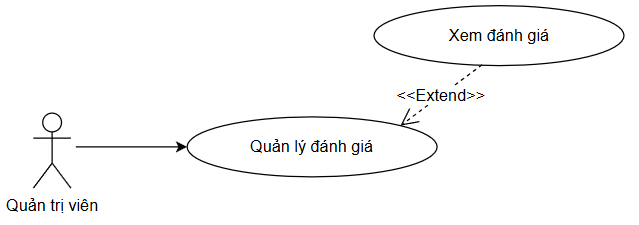 Xem đánh giá
<<Extend>>
Quản lý đánh giá
Quản trị viên